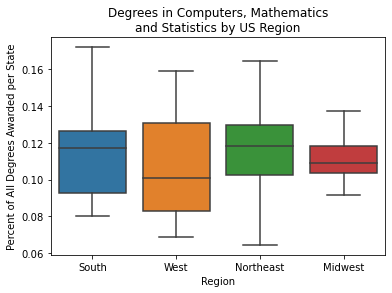 Degrees in Computers, Mathematics
and Statistics by US Region
Percent of All Degrees Awarded per State
0.16
0.14
0.12
0.10
0.08
0.06
South West Northeast Midwest
Region